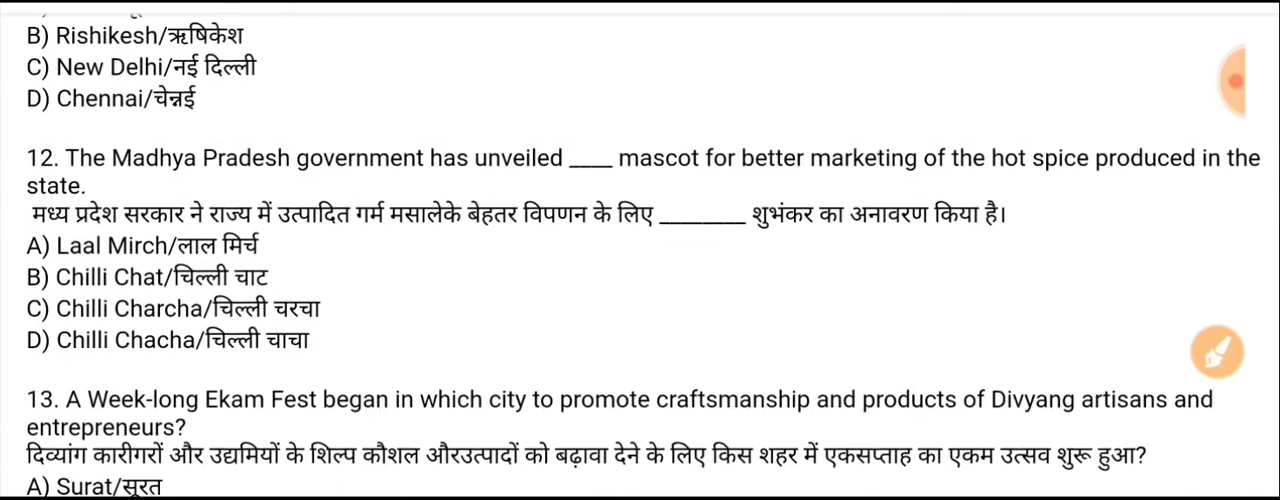 B) Rishikesh/ऋषिकेश
C) New Delhi/नई दिल्ली
D) Chennai/चेन्नई
12. The Madhya Pradesh government has unveiled ____ mascot for better marketing of the hot spice produced in the
state.
मध्य प्रदेश सरकार ने राज्य में उत्पादित गर्म मसालेके बेहतर विपणन के लिए ________ शुभंकर का अनावरण किया है।
A) Laal Mirch/लाल मिर्च
B) Chilli Chat/चिल्ली चाट
C) Chilli Charcha/चिल्ली चरचा
D) Chilli Chacha/चिल्ली चाचा
13. A Week-long Ekam Fest began in which city to promote craftsmanship and products of Divyang artisans and
entrepreneurs?
दिव्यांग कारीगरों और उद्यमियों के शिल्प कौशल औरउत्पादों को बढ़ावा देने के लिए किस शहर में एकसप्ताह का एकम उत्सव शुरू हुआ?
A) Surat/सूरत